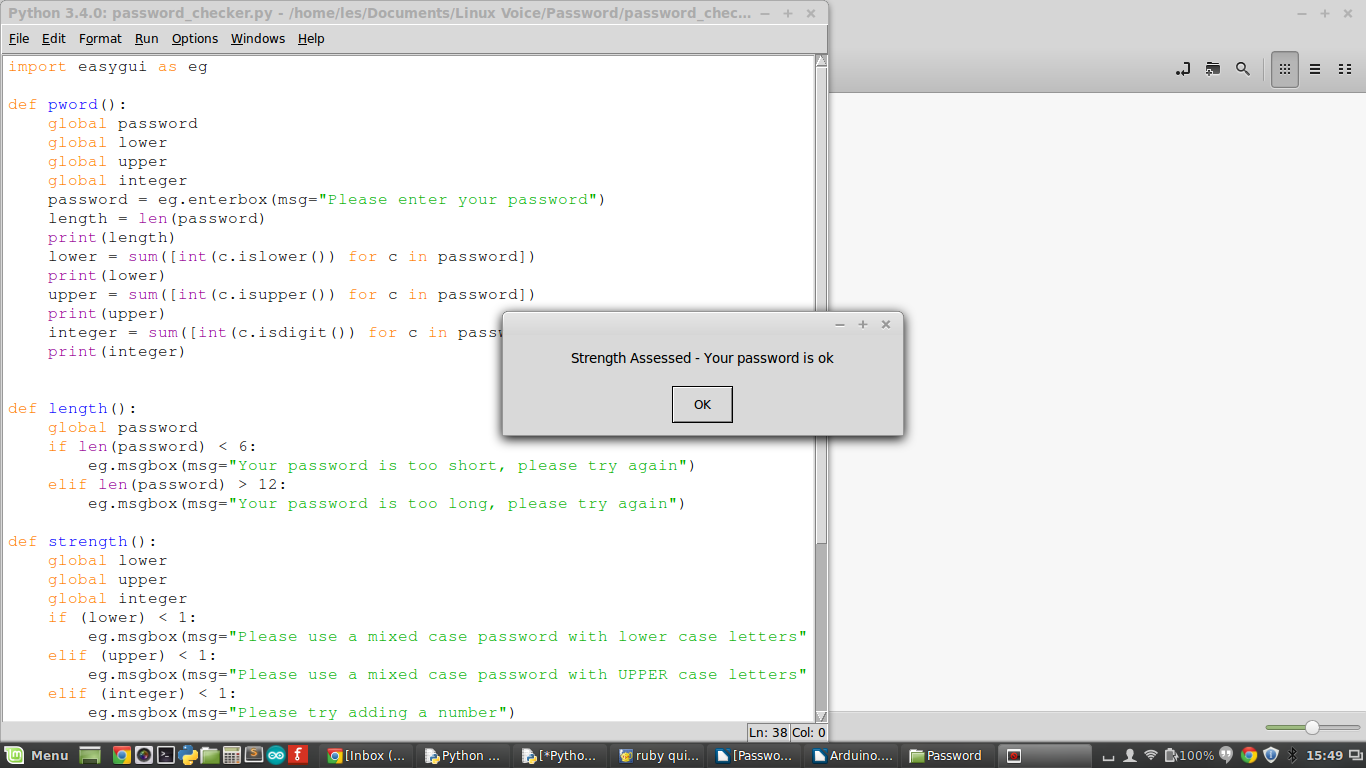 Python 3.4.0: password_checker.py - /home/les/Documents/Linux Voice/Password/password_chec...
File Edit Format Run Options Windows Help
import easygui as eg
def pword():
    global password
    global lower
    global upper
    global integer
    password = eg.enterbox(msg="Please enter your password")
    length = len(password)
    print(length)
    lower = sum([int(c.islower()) for c in password])
    print(lower)
    upper = sum([int(c.isupper()) for c in password])
    print(upper)
    integer = sum([int(c.isdigit()) for c in passw
    print(integer)
Strength Assessed - Your password is ok
OK
def length():
    global password
    if len(password) < 6:
        eg.msgbox(msg="Your password is too short, please try again")
    elif len(password) > 12:
        eg.msgbox(msg="Your password is too long, please try again")
def strength():
    global lower
    global upper
    global integer
    if (lower) < 1:
        eg.msgbox(msg="Please use a mixed case password with lower case letters"
    elif (upper) < 1:
        eg.msgbox(msg="Please use a mixed case password with UPPER case letters"
    elif (integer) < 1:
        eg.msgbox(msg="Please try adding a number")
Ln: 38 Col: 0
Menu [Inbox (... Python ... [*Pytho... ruby qui... [Passwo... Arduino.... Password 100% 15:49